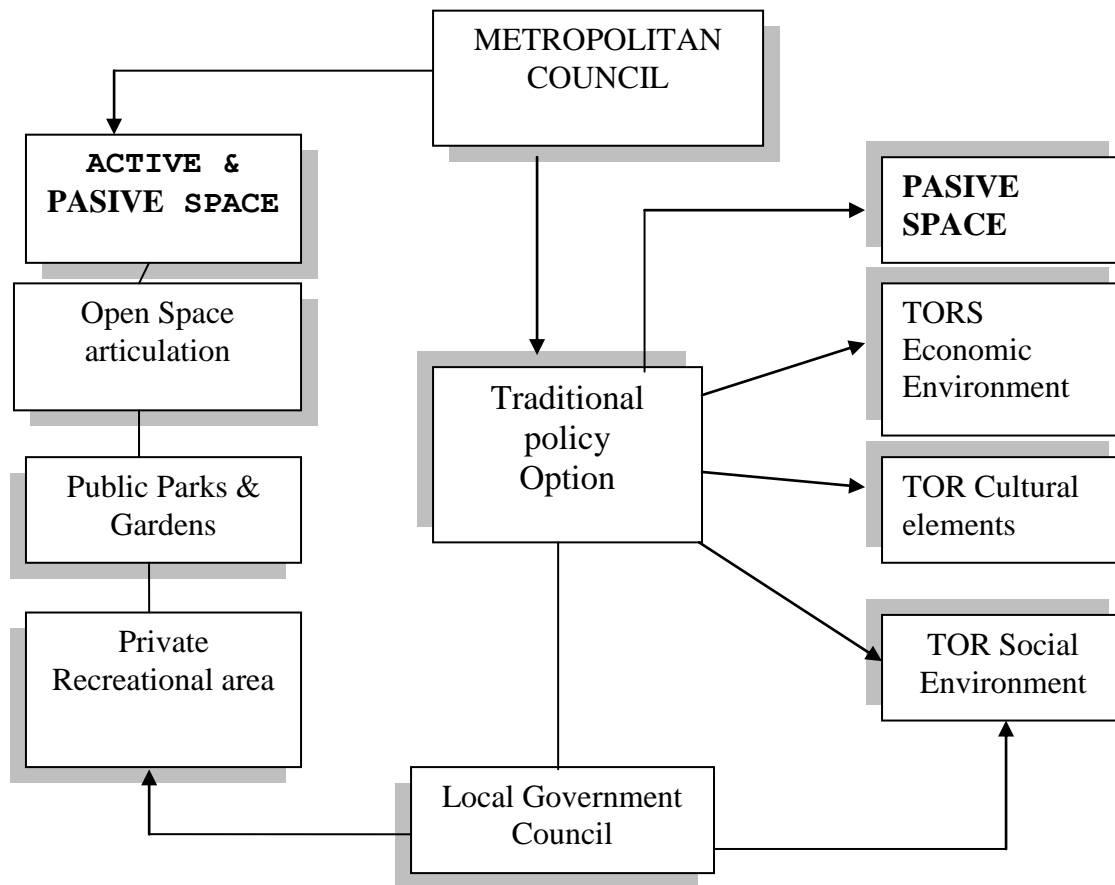 METROPOLITAN
COUNCIL
ACTIVE &
PASIVE SPACE
PASIVE
SPACE
Open Space
articulation
TORS
Economic
Environment
Traditional
policy
Option
Public Parks &
Gardens
TOR Cultural
elements
Private
Recreational area
TOR Social
Environment
Local Government
Council